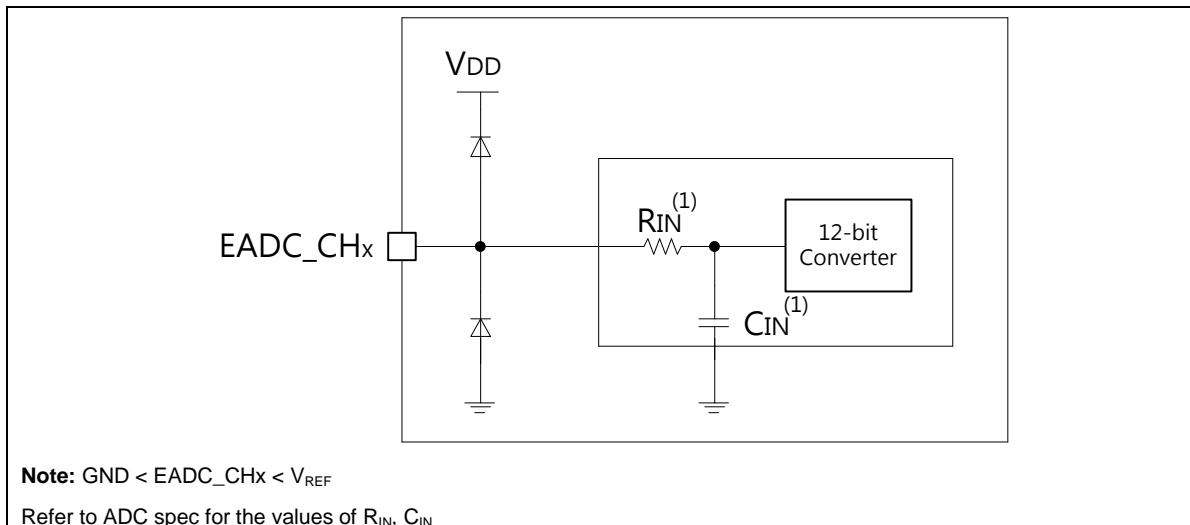 VDD
EADC_CHx
RIN(1)
12-bit
Converter
CIN(1)
Note: GND < EADC_CHx < VREF
Refer to ADC spec for the values of RIN, CIN